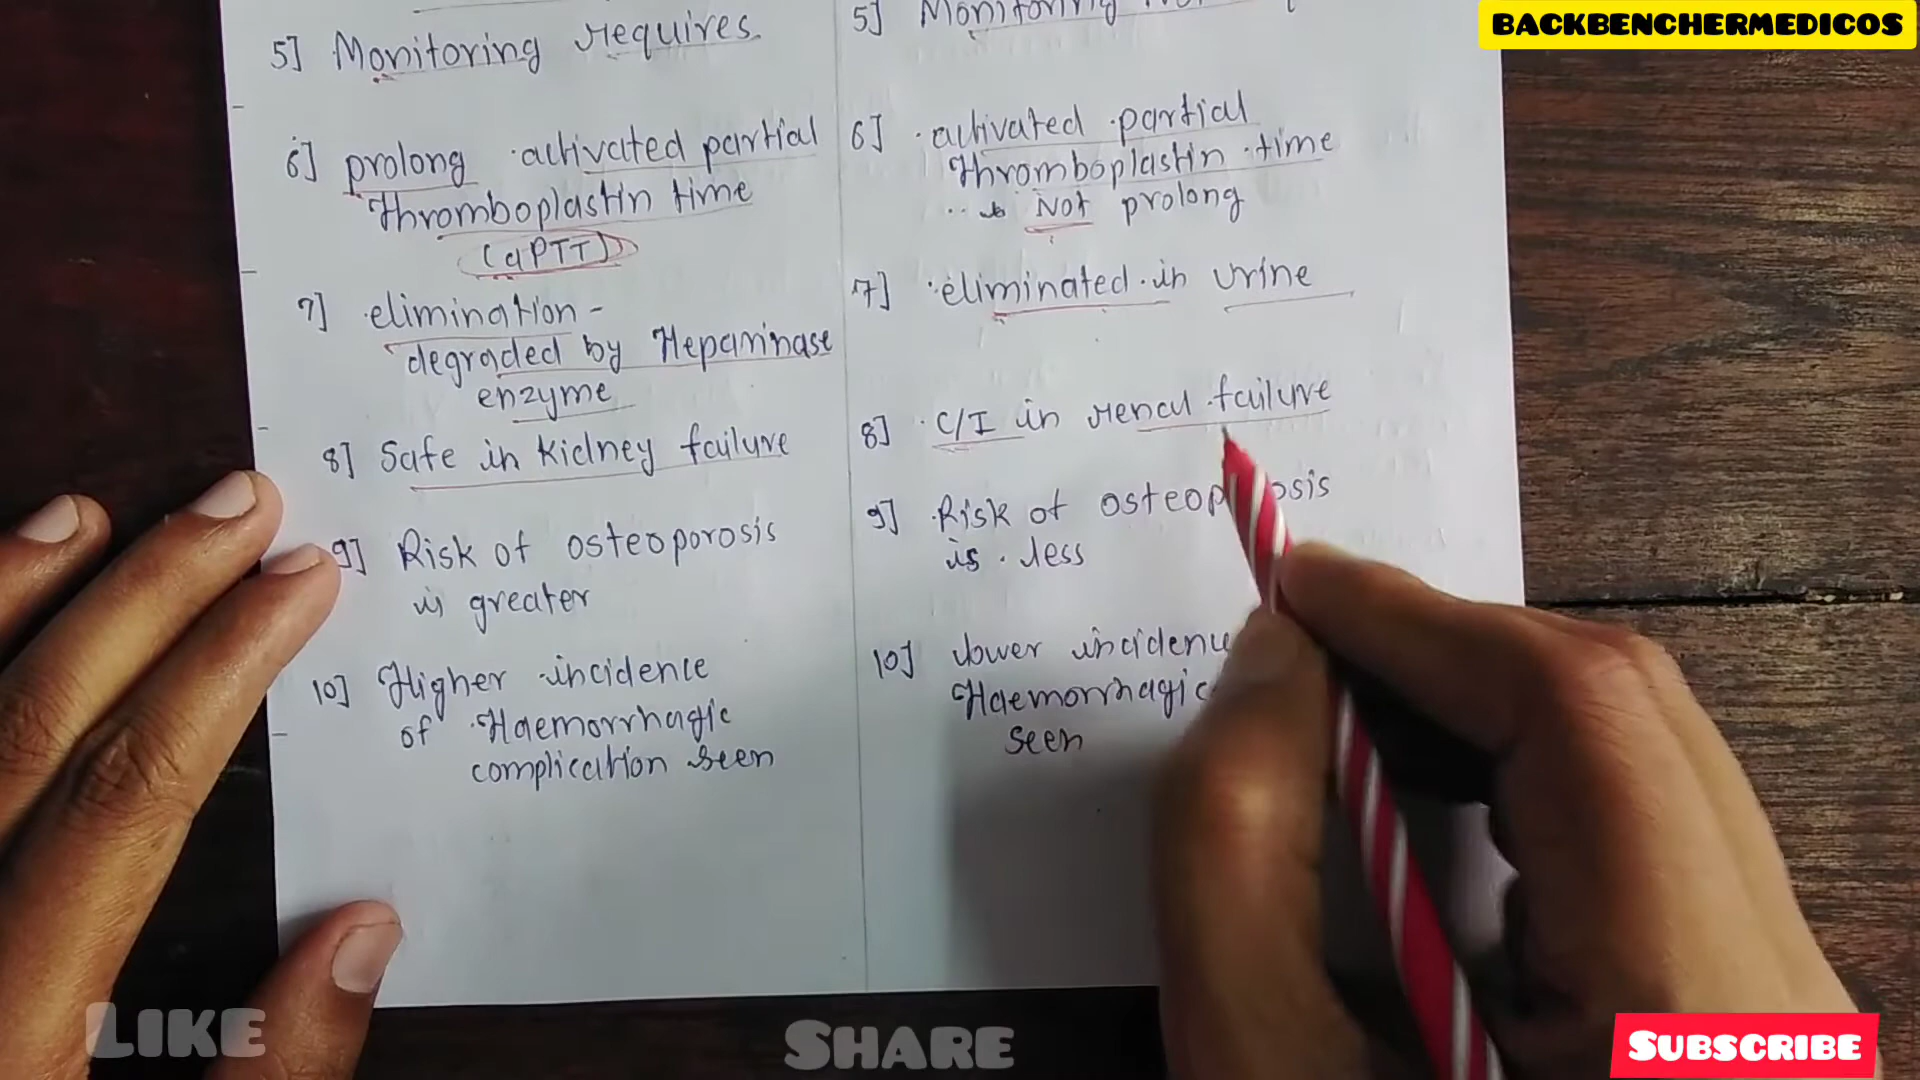 BACKBENCHERMEDICOS
5] Monitoring requires
6] prolong activated partial
Thromboplastin time
(aPTT)
7] elimination -
degraded by Heparinase
enzyme
8] Safe in kidney failure
9] Risk of osteoporosis
is greater
10] Higher incidence
of Haemorrhagic
complication seen
5] Monitoring
6] activated partial
Thromboplastin time
is Not prolong
7] eliminated in urine
8] C/I in renal failure
9] Risk of
is less
10] lower
Haemorrhagic
seen
LIKE
SHARE
SUBSCRIBE